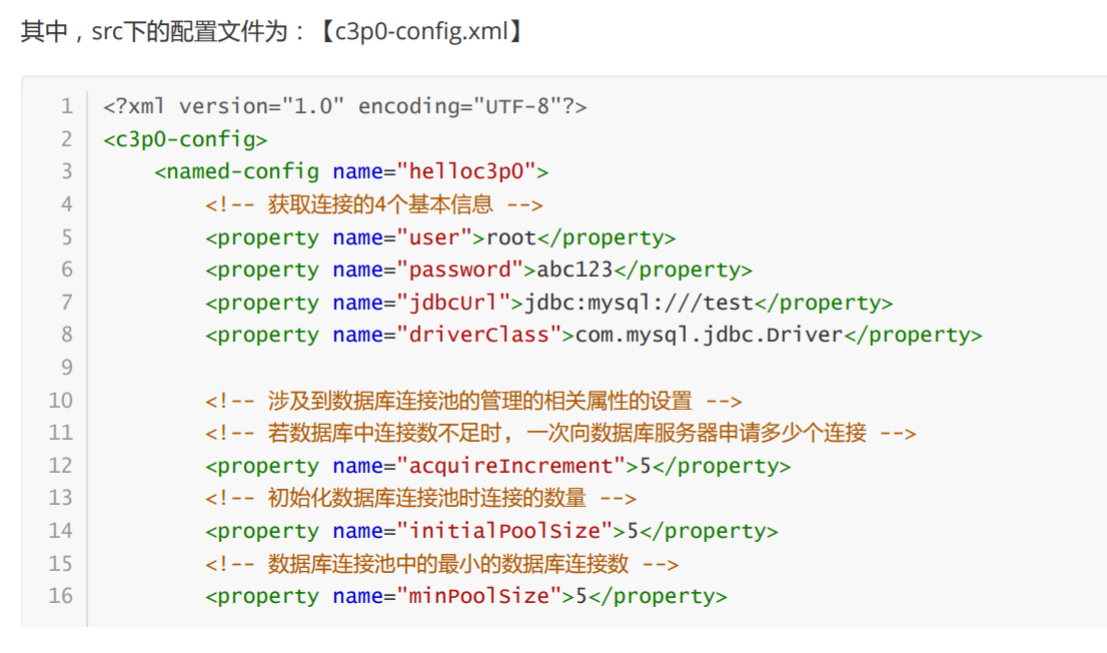 其中，src下的配置文件为：【c3p0-config.xml】
1 <?xml version="1.0" encoding="UTF-8"?>
2 <c3p0-config>
3 <named-config name="helloc3p0">
4 <!-- 获取连接的4个基本信息 -->
5 <property name="user">root</property>
6 <property name="password">abc123</property>
7 <property name="jdbcUrl">jdbc:mysql:///test</property>
8 <property name="driverClass">com.mysql.jdbc.Driver</property>
9
10 <!-- 涉及到数据库连接池的管理的相关属性的设置 -->
11 <!-- 若数据库中连接数不足时，一次向数据库服务器申请多少个连接 -->
12 <property name="acquireIncrement">5</property>
13 <!-- 初始化数据库连接池时连接的数量 -->
14 <property name="initialPoolSize">5</property>
15 <!-- 数据库连接池中的最小的数据库连接数 -->
16 <property name="minPoolSize">5</property>